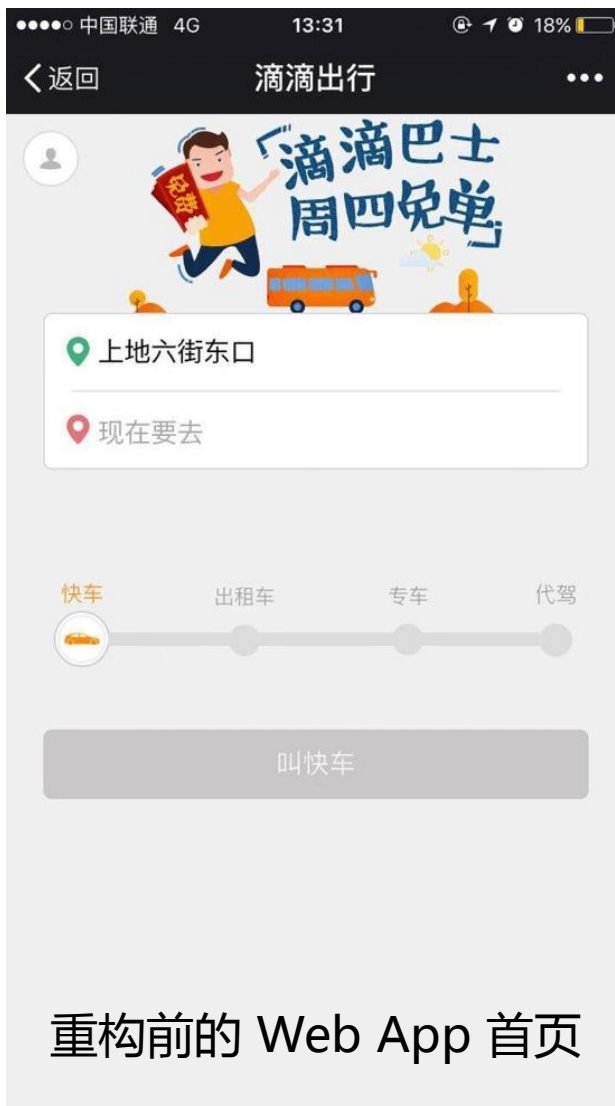 中国联通 4G 13:31 18%
返回 滴滴出行
免费
「滴滴巴士
周四免单」
上地六街东口
现在要去
快车 出租车 专车 代驾
叫快车
重构前的 Web App 首页